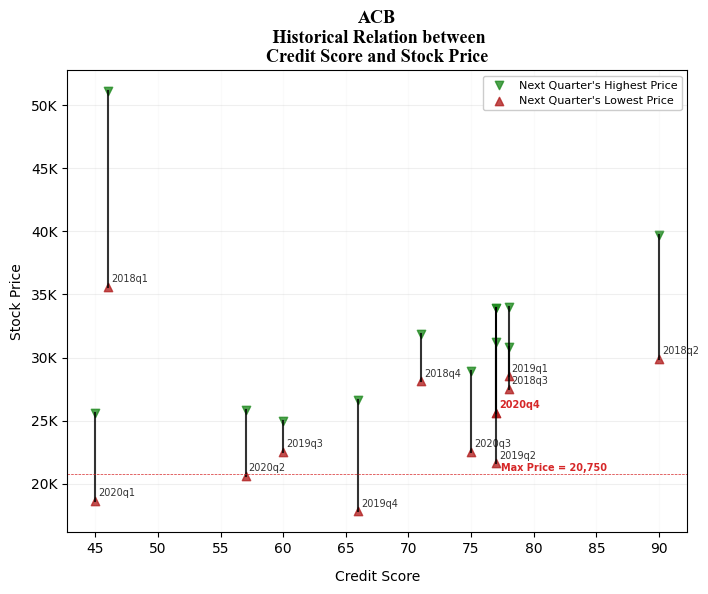 ACB
Historical Relation between
Credit Score and Stock Price
Next Quarter's Highest Price
Next Quarter's Lowest Price
50K
45K
40K
35K
30K
25K
20K
Stock Price
2018q1
2018q2
2019q1
2018q4
2018q3
2020q4
2019q3
2020q3
2019q2
2020q2
Max Price = 20,750
2020q1
2019q4
45
50
55
60
65
70
75
80
85
90
Credit Score